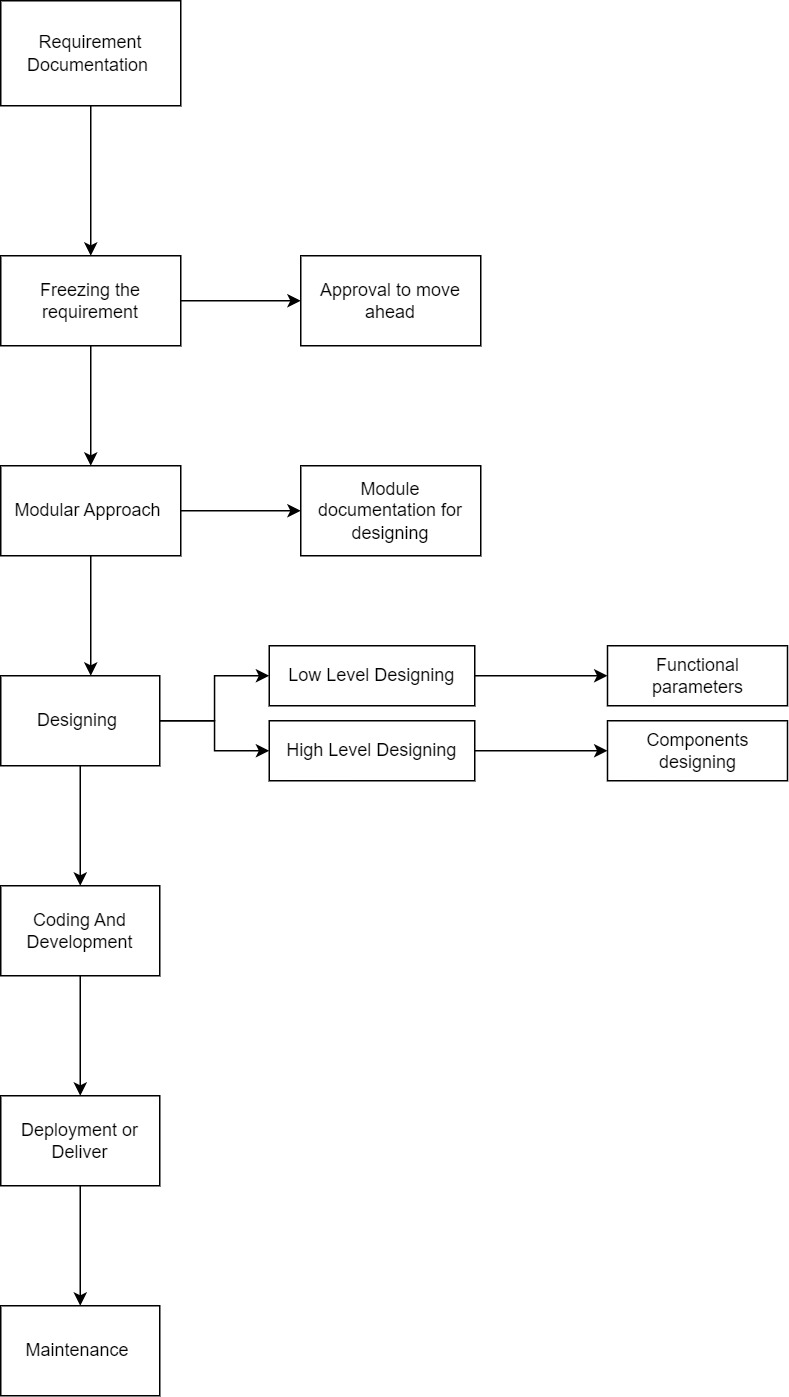 Requirement
Documentation
Freezing the
requirement
Approval to move
ahead
Modular Approach
Module
documentation for
designing
Designing
Low Level Designing
Functional
parameters
High Level Designing
Components
designing
Coding And
Development
Deployment or
Deliver
Maintenance